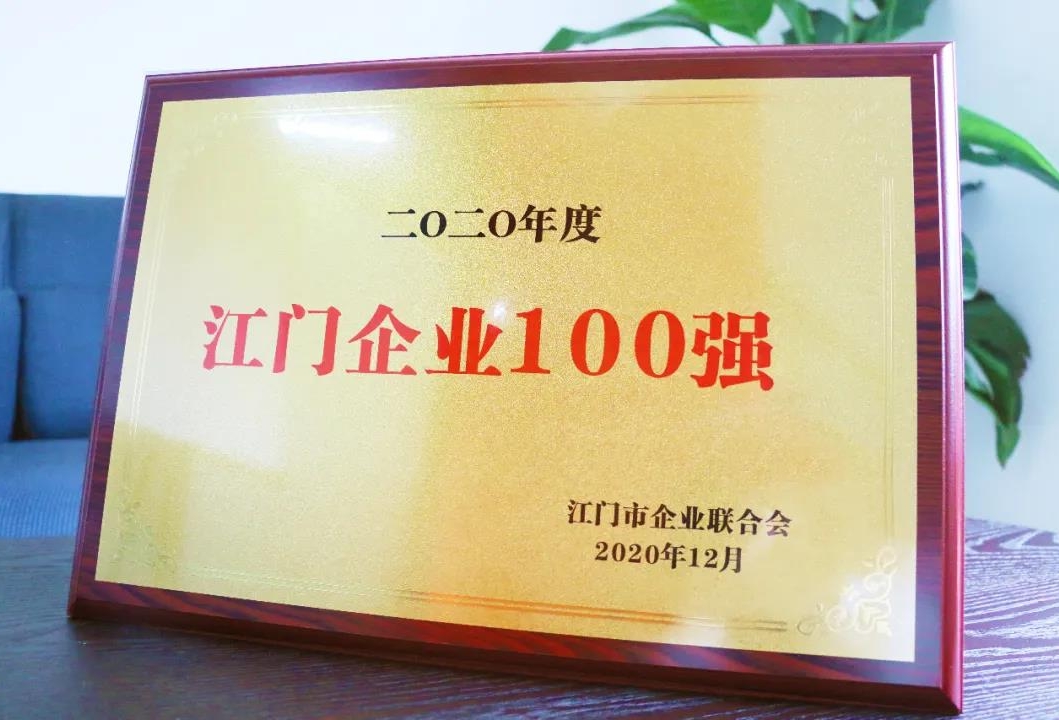 二〇二〇年度
江门企业100强
江门市企业联合会
2020年12月